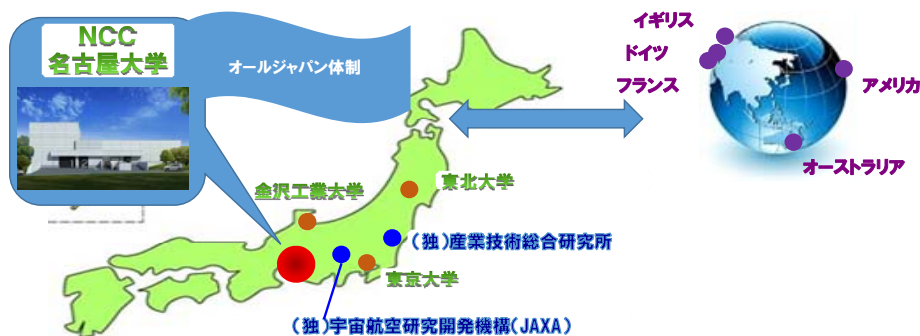 NCC
名古屋大学
オールジャパン体制
イギリス
ドイツ
フランス
アメリカ
オーストラリア
金沢工業大学
東北大学
(独)産業技術総合研究所
東京大学
(独)宇宙航空研究開発機構(JAXA)